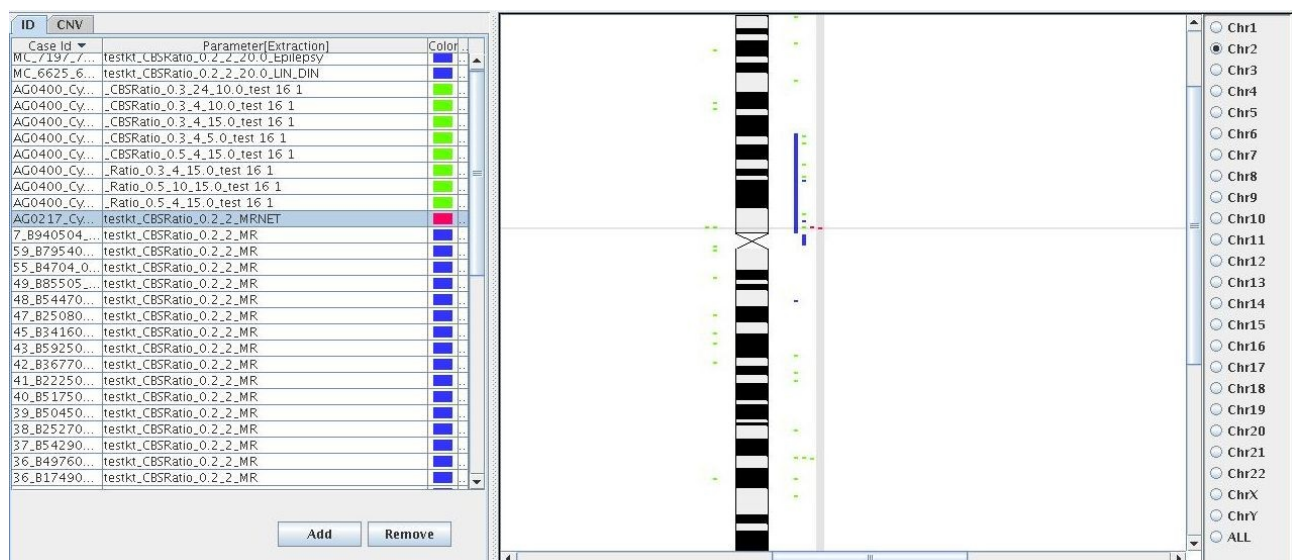 ID CNV
Case Id Parameter[Extraction] Color ..
MC_7197_7... testkt_CBSRatio_0.2_2_20.0_Epilepsy
MC_6625_6... testkt_CBSRatio_0.2_2_20.0_LIN_DIN ..
AG0400_Cy... _CBSRatio_0.3_24_10.0_test 16 1 ..
AG0400_Cy... _CBSRatio_0.3_4_10.0_test 16 1 ..
AG0400_Cy... _CBSRatio_0.3_4_15.0_test 16 1 ..
AG0400_Cy... _CBSRatio_0.3_4_5.0_test 16 1 ..
AG0400_Cy... _CBSRatio_0.5_4_15.0_test 16 1 ..
AG0400_Cy... _Ratio_0.3_4_15.0_test 16 1 ..
AG0400_Cy... _Ratio_0.5_10_15.0_test 16 1 ..
AG0400_Cy... _Ratio_0.5_4_15.0_test 16 1 ..
AG0217_Cy... testkt_CBSRatio_0.2_2_MRNET ..
7_B940504_... testkt_CBSRatio_0.2_2_MR ..
59_B79540... testkt_CBSRatio_0.2_2_MR ..
55_B4704_0... testkt_CBSRatio_0.2_2_MR ..
49_B85505_... testkt_CBSRatio_0.2_2_MR ..
48_B54470... testkt_CBSRatio_0.2_2_MR ..
47_B25080... testkt_CBSRatio_0.2_2_MR ..
45_B34160... testkt_CBSRatio_0.2_2_MR ..
43_B59250... testkt_CBSRatio_0.2_2_MR ..
42_B36770... testkt_CBSRatio_0.2_2_MR ..
41_B22250... testkt_CBSRatio_0.2_2_MR ..
40_B51750... testkt_CBSRatio_0.2_2_MR ..
39_B50450... testkt_CBSRatio_0.2_2_MR ..
38_B25270... testkt_CBSRatio_0.2_2_MR ..
37_B54290... testkt_CBSRatio_0.2_2_MR ..
36_B49760... testkt_CBSRatio_0.2_2_MR ..
36_B17490... testkt_CBSRatio_0.2_2_MR ..
Add Remove
Chr1
Chr2
Chr3
Chr4
Chr5
Chr6
Chr7
Chr8
Chr9
Chr10
Chr11
Chr12
Chr13
Chr14
Chr15
Chr16
Chr17
Chr18
Chr19
Chr20
Chr21
Chr22
ChrX
ChrY
ALL